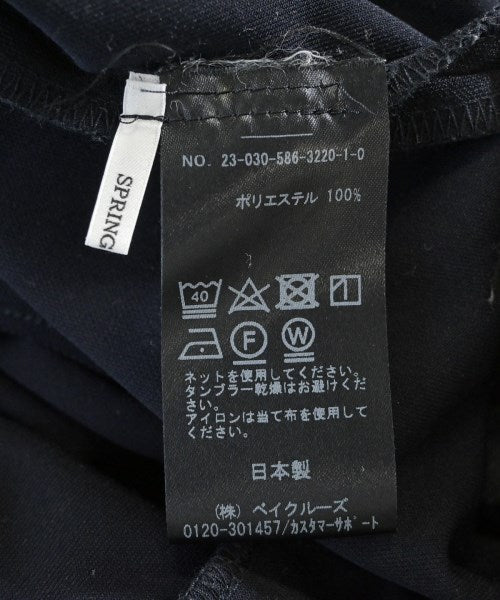 SPRING
NO. 23-030-586-3220-1-0
ポリエステル 100%
40
F W
ネットを使用してください。
タンブラー乾燥はお避けくだ
さい。
アイロンは当て布を使用して
ください。
日本製
(株) ベイクルーズ
0120-301457/カスタマーサポート